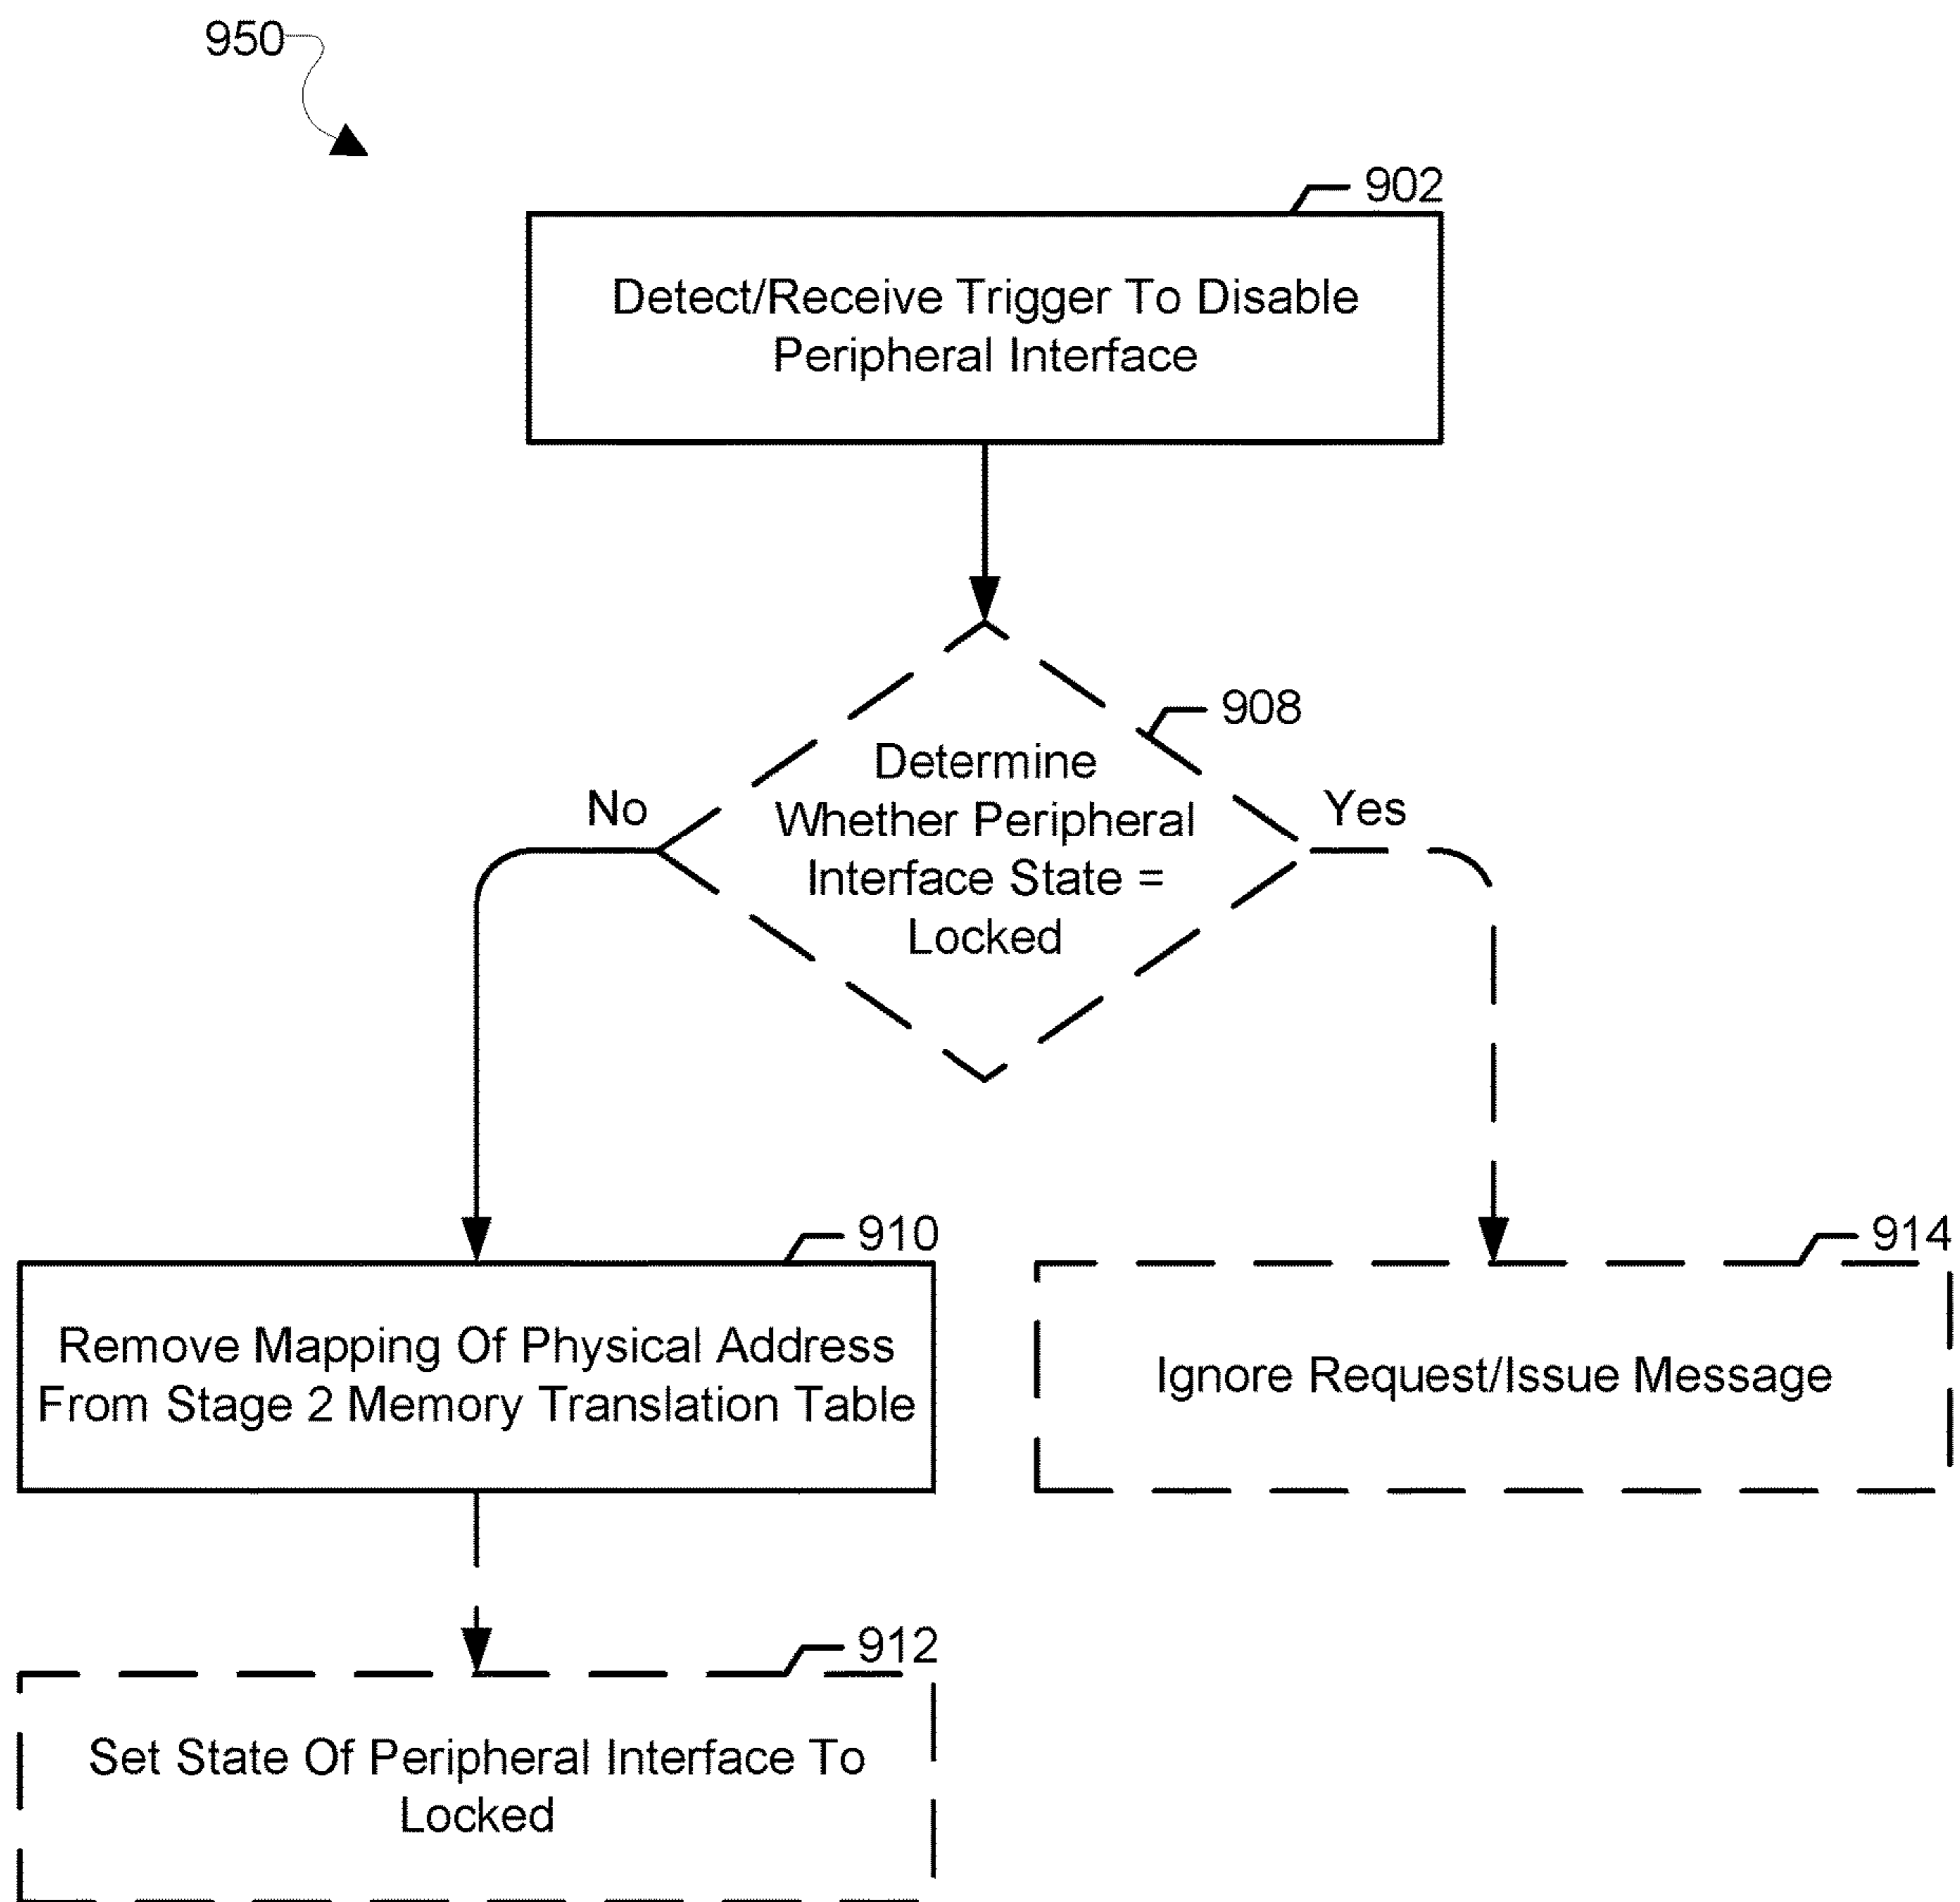 950
902
Detect/Receive Trigger To Disable
Peripheral Interface
908
Determine
Whether Peripheral
Interface State =
Locked
No
Yes
910
Remove Mapping Of Physical Address
From Stage 2 Memory Translation Table
914
Ignore Request/Issue Message
912
Set State Of Peripheral Interface To
Locked